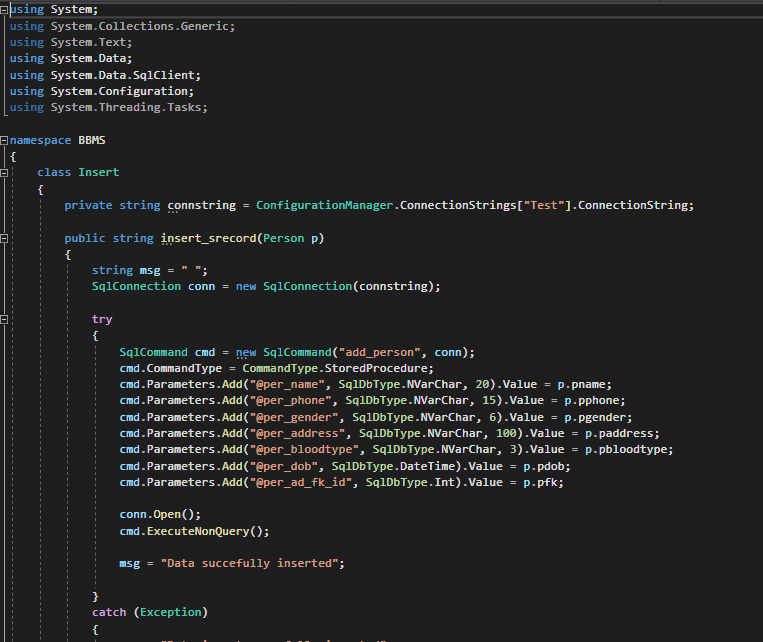 using System;
using System.Collections.Generic;
using System.Text;
using System.Data;
using System.Data.SqlClient;
using System.Configuration;
using System.Threading.Tasks;
namespace BBMS
{
class Insert
{
private string connstring = ConfigurationManager.ConnectionStrings["Test"].ConnectionString;
public string insert_srecord(Person p)
{
string msg = " ";
SqlConnection conn = new SqlConnection(connstring);
try
{
SqlCommand cmd = new SqlCommand("add_person", conn);
cmd.CommandType = CommandType.StoredProcedure;
cmd.Parameters.Add("@per_name", SqlDbType.NVarChar, 20).Value = p.pname;
cmd.Parameters.Add("@per_phone", SqlDbType.NVarChar, 15).Value = p.pphone;
cmd.Parameters.Add("@per_gender", SqlDbType.NVarChar, 6).Value = p.pgender;
cmd.Parameters.Add("@per_address", SqlDbType.NVarChar, 100).Value = p.paddress;
cmd.Parameters.Add("@per_bloodtype", SqlDbType.NVarChar, 3).Value = p.pbloodtype;
cmd.Parameters.Add("@per_dob", SqlDbType.DateTime).Value = p.pdob;
cmd.Parameters.Add("@per_ad_fk_id", SqlDbType.Int).Value = p.pfk;
conn.Open();
cmd.ExecuteNonQuery();
msg = "Data succefully inserted";
}
catch (Exception)
{